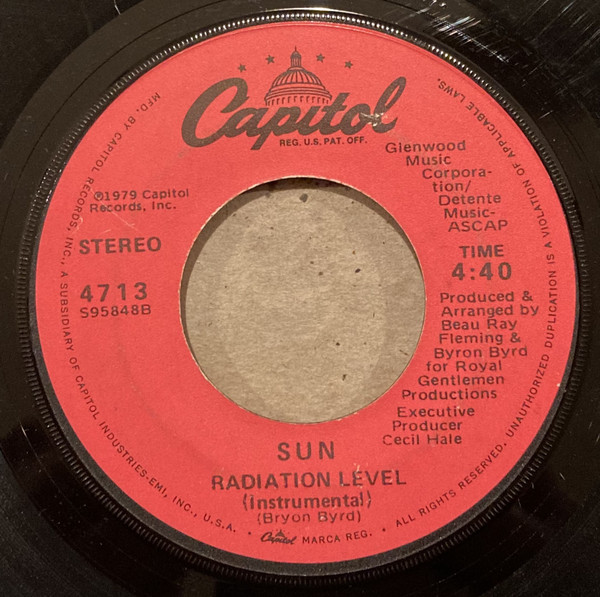 Capitol
REG. U.S. PAT. OFF.
MFD. BY CAPITOL RECORDS, INC., A SUBSIDIARY OF CAPITOL INDUSTRIES-EMI, INC., U.S.A. • Capitol MARCA REG. • ALL RIGHTS RESERVED. UNAUTHORIZED DUPLICATION IS A VIOLATION OF APPLICABLE LAWS.
℗1979 Capitol
Records, Inc.
STEREO
4713
S95848B
Glenwood
Music
Corpora-
tion/
Detente
Music-
ASCAP
TIME
4:40
Produced &
Arranged by
Beau Ray
Fleming &
Byron Byrd
for Royal
Gentlemen
Productions
Executive
Producer
Cecil Hale
SUN
RADIATION LEVEL
(Instrumental)
(Bryon Byrd)